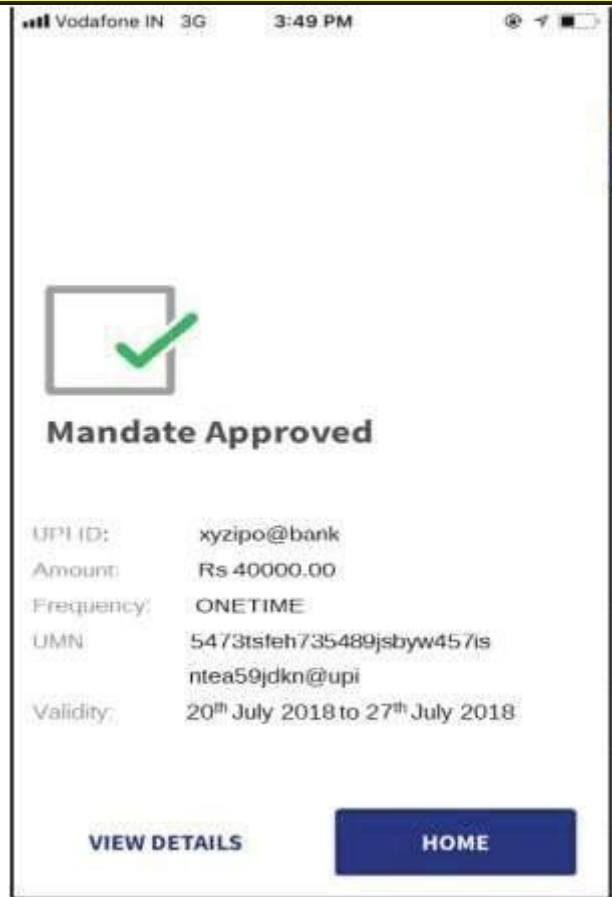 Vodafone IN 3G 3:49 PM
Mandate Approved
UPI ID: xyzipo@bank
Amount: Rs 40000.00
Frequency: ONETIME
UMN 5473tsfeh735489jsbyw457is
ntea59jdkn@upi
Validity: 20th July 2018 to 27th July 2018
VIEW DETAILS HOME